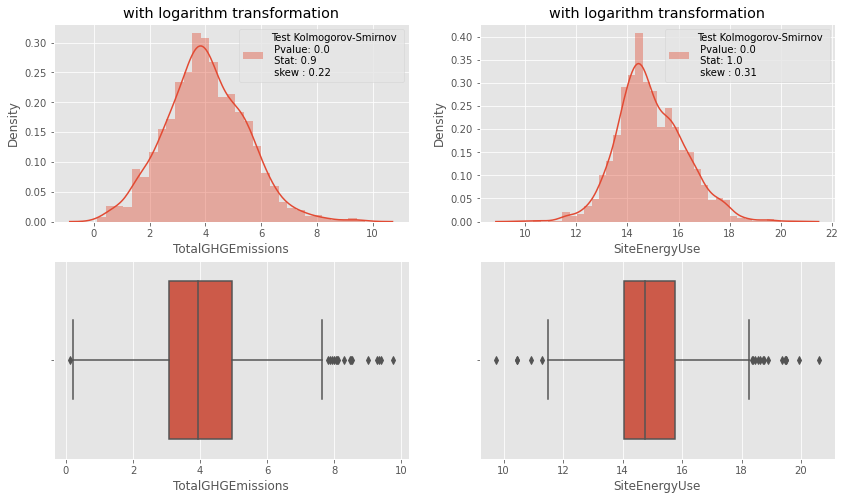 with logarithm transformation
Test Kolmogorov-Smirnov
Pvalue: 0.0
Stat: 0.9
skew : 0.22
0.30
0.25
0.20
0.15
0.10
0.05
0.00
Density
0 2 4 6 8 10
TotalGHGEmissions
with logarithm transformation
Test Kolmogorov-Smirnov
Pvalue: 0.0
Stat: 1.0
skew : 0.31
0.40
0.35
0.30
0.25
0.20
0.15
0.10
0.05
0.00
Density
10 12 14 16 18 20 22
SiteEnergyUse
0 2 4 6 8 10
TotalGHGEmissions
10 12 14 16 18 20
SiteEnergyUse